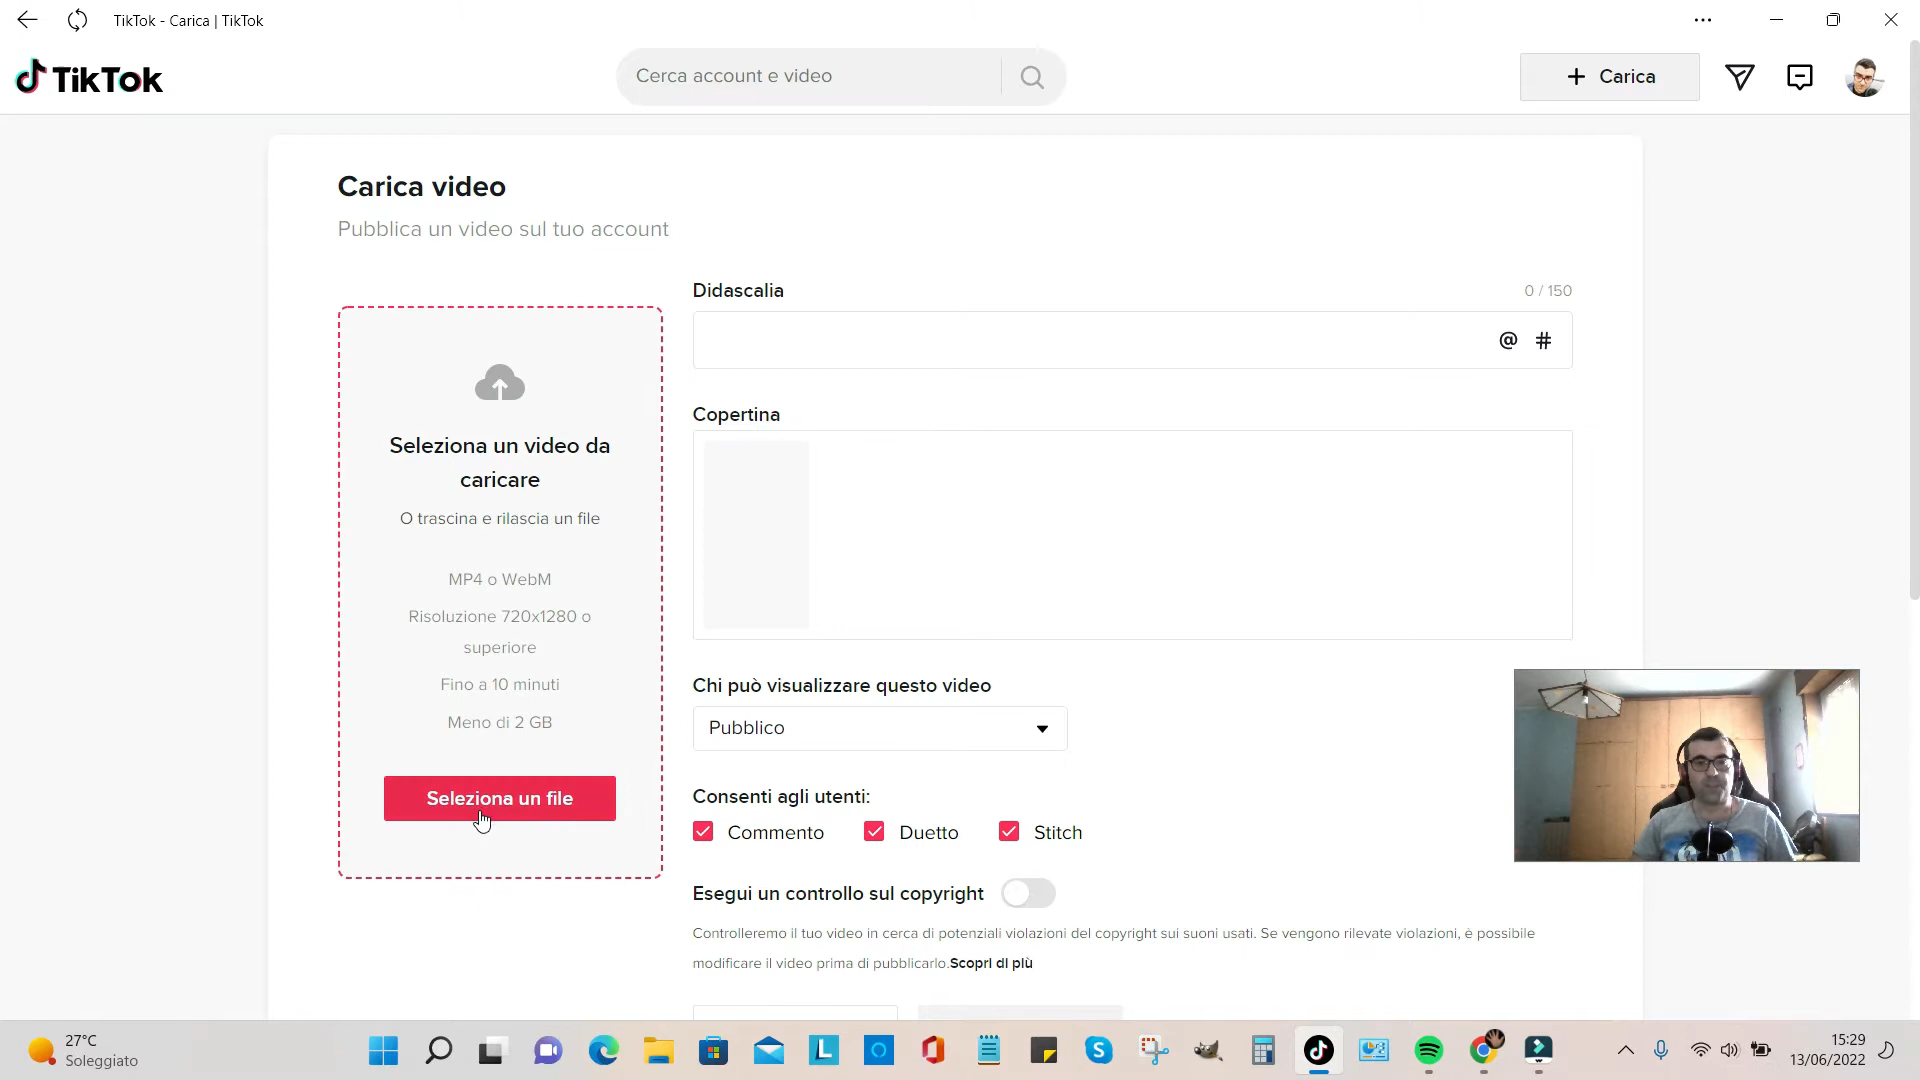 TikTok - Carica | TikTok
TikTok
Cerca account e video
+ Carica
Carica video
Pubblica un video sul tuo account
Seleziona un video da
caricare
O trascina e rilascia un file
MP4 o WebM
Risoluzione 720x1280 o
superiore
Fino a 10 minuti
Meno di 2 GB
Seleziona un file
Didascalia
0 / 150
@ #
Copertina
Chi può visualizzare questo video
Pubblico
Consenti agli utenti:
Commento
Duetto
Stitch
Esegui un controllo sul copyright
Controlleremo il tuo video in cerca di potenziali violazioni del copyright sui suoni usati. Se vengono rilevate violazioni, è possibile
modificare il video prima di pubblicarlo.Scopri di più
27°C
Soleggiato
15:29
13/06/2022